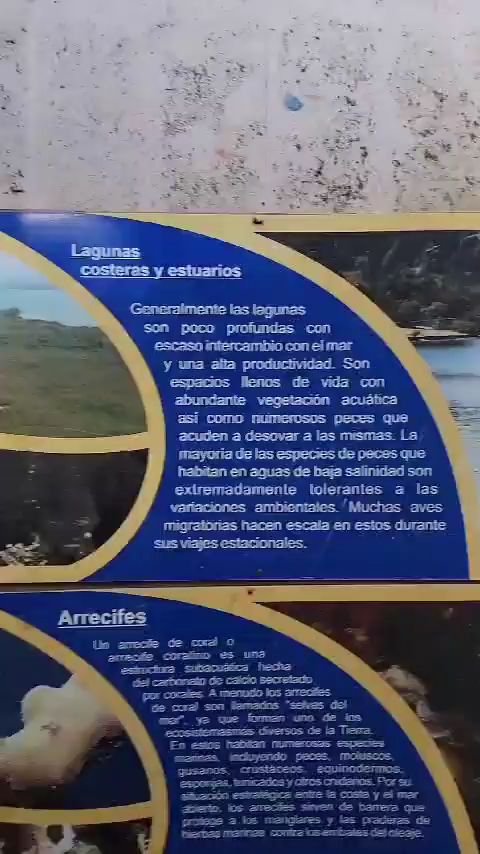 Lagunas
costeras y estuarios
Generalmente las lagunas
son poco profundas con
escaso intercambio con el mar
y una alta productividad. Son
espacios llenos de vida con
abundante vegetación acuática
así como numerosos peces que
acuden a desovar a las mismas. La
mayoría de las especies de peces que
habitan en aguas de baja salinidad son
extremadamente tolerantes a las
variaciones ambientales. Muchas aves
migratorias hacen escala en estos durante
sus viajes estacionales.
Arrecifes
Un arrecife de coral o
arrecife coralino es una
estructura subacuática hecha
del carbonato de calcio secretado
por corales. A menudo los arrecifes
de coral son llamados "selvas del
mar", ya que forman uno de los
ecosistemasmás diversos de la Tierra.
En estos habitan numerosas especies
marinas, incluyendo peces, moluscos,
gusanos, crustáceos, equinodermos,
esponjas, tunicados y otros cnidarios. Por su
situación estratégica entre la costa y el mar
abierto, los arrecifes sirven de barrera que
protege a los manglares y las praderas de
hierbas marinas contra los embates del oleaje.